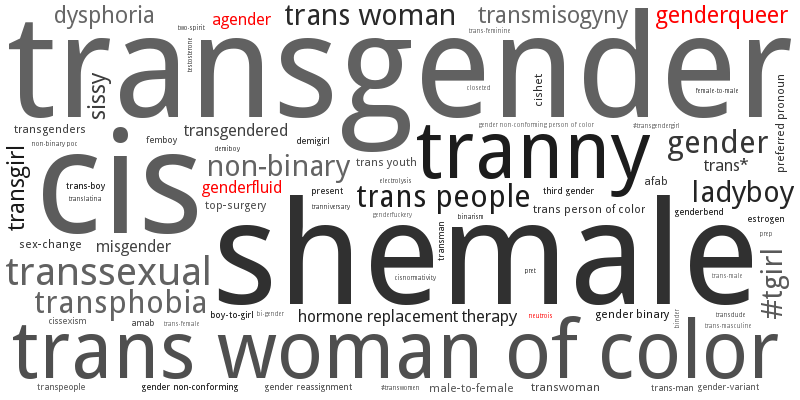 dysphoria
two-spirit
agender
trans woman
trans-feminine
transmisogyny
genderqueer
transgender
testosterone
sissy
closeted
cishet
female-to-male
preferred pronoun
transgenders
non-binary poc
femboy
transgendered
demiboy
demigirl
gender non-conforming person of color
#transgendergirl
tranny
gender
trans*
transgirl
cis
non-binary
trans youth
trans-boy
translatina
genderfluid
electrolysis
present
trans people
third gender
afab
ladyboy
top-surgery
tranniversary
genderfuckery
binarism
trans person of color
genderbend
estrogen
sex-change
misgender
shemale
transman
prep
transsexual
cisnormativity
trans-male
#tgirl
transphobia
cissexism
amab
trans-female
boy-to-girl
bi-gender
hormone replacement therapy
neutrois
gender binary
binder
transdude
trans-masculine
trans woman of color
transpeople
gender non-conforming
gender reassignment
#transwomen
male-to-female
transwoman
trans-man
gender-variant